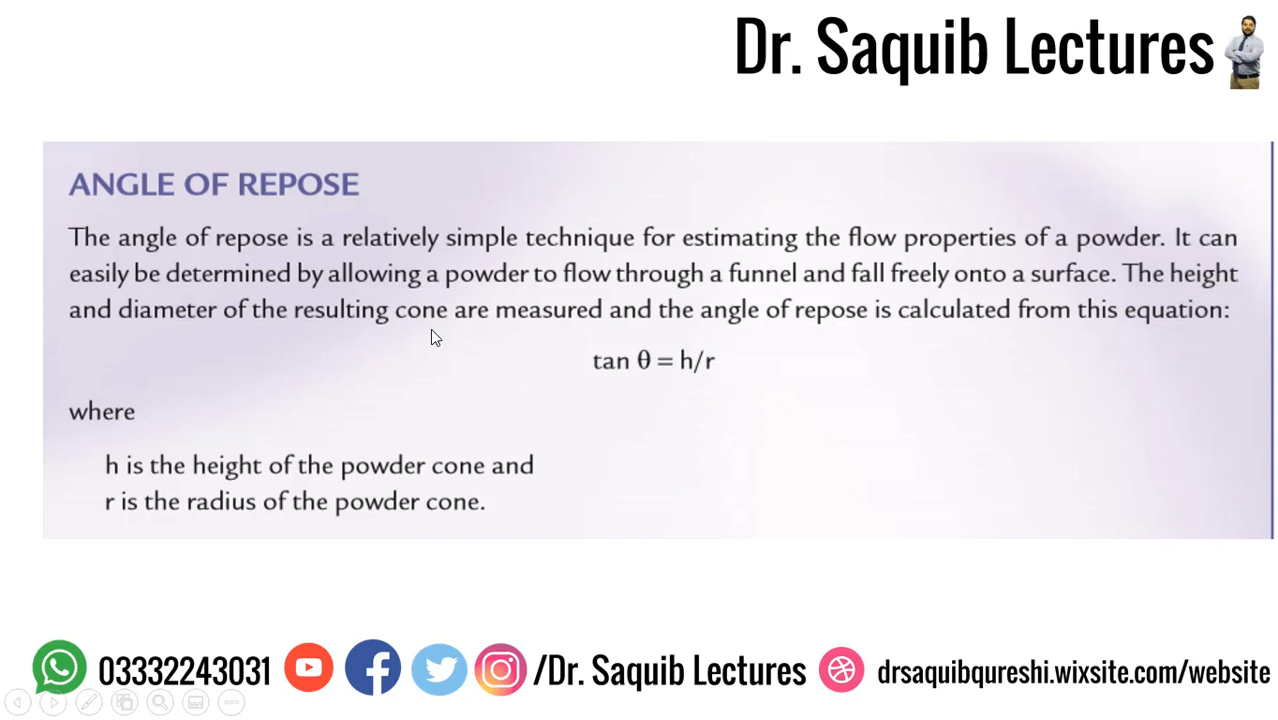 Dr. Saquib Lectures
ANGLE OF REPOSE
The angle of repose is a relatively simple technique for estimating the flow properties of a powder. It can
easily be determined by allowing a powder to flow through a funnel and fall freely onto a surface. The height
and diameter of the resulting cone are measured and the angle of repose is calculated from this equation:
tan θ = h/r
where
h is the height of the powder cone and
r is the radius of the powder cone.
03332243031 /Dr. Saquib Lectures drsaquibqureshi.wixsite.com/website